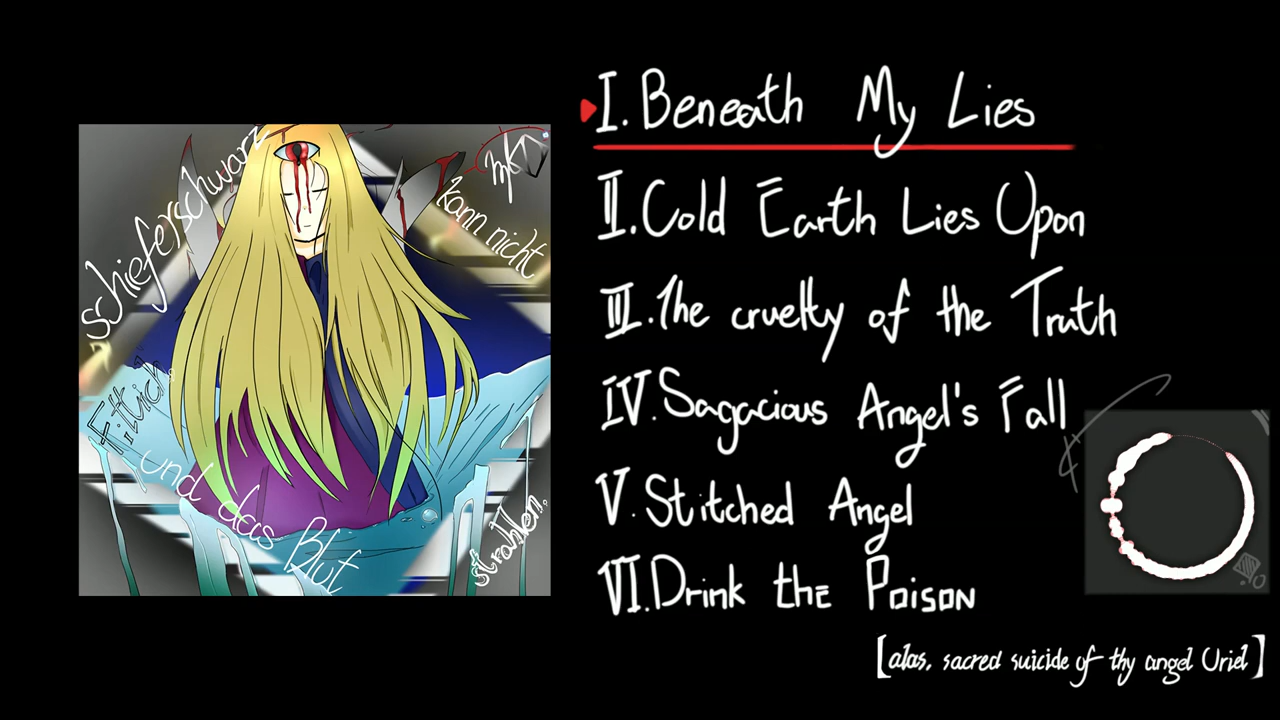 schieferschwarz
kann nicht
Fittich
und das Blut
strahlen.
I. Beneath My Lies
II. Cold Earth Lies Upon
III. The cruelty of the Truth
IV. Sagacious Angel's Fall
V. Stitched Angel
VI. Drink the Poison
[alas, sacred suicide of thy angel Uriel]